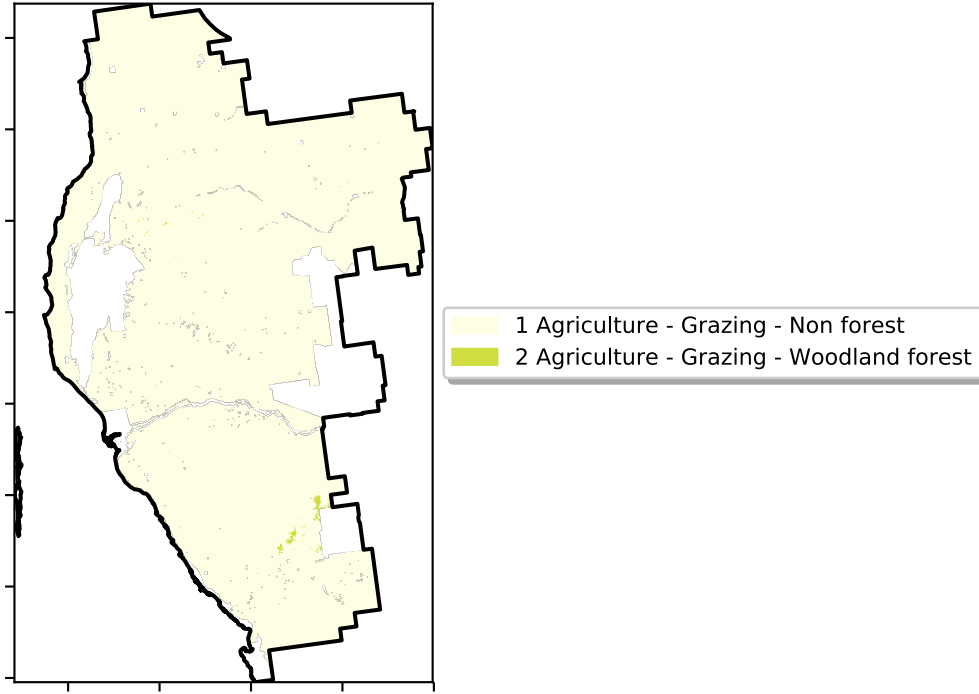 1 Agriculture - Grazing - Non forest
2 Agriculture - Grazing - Woodland forest